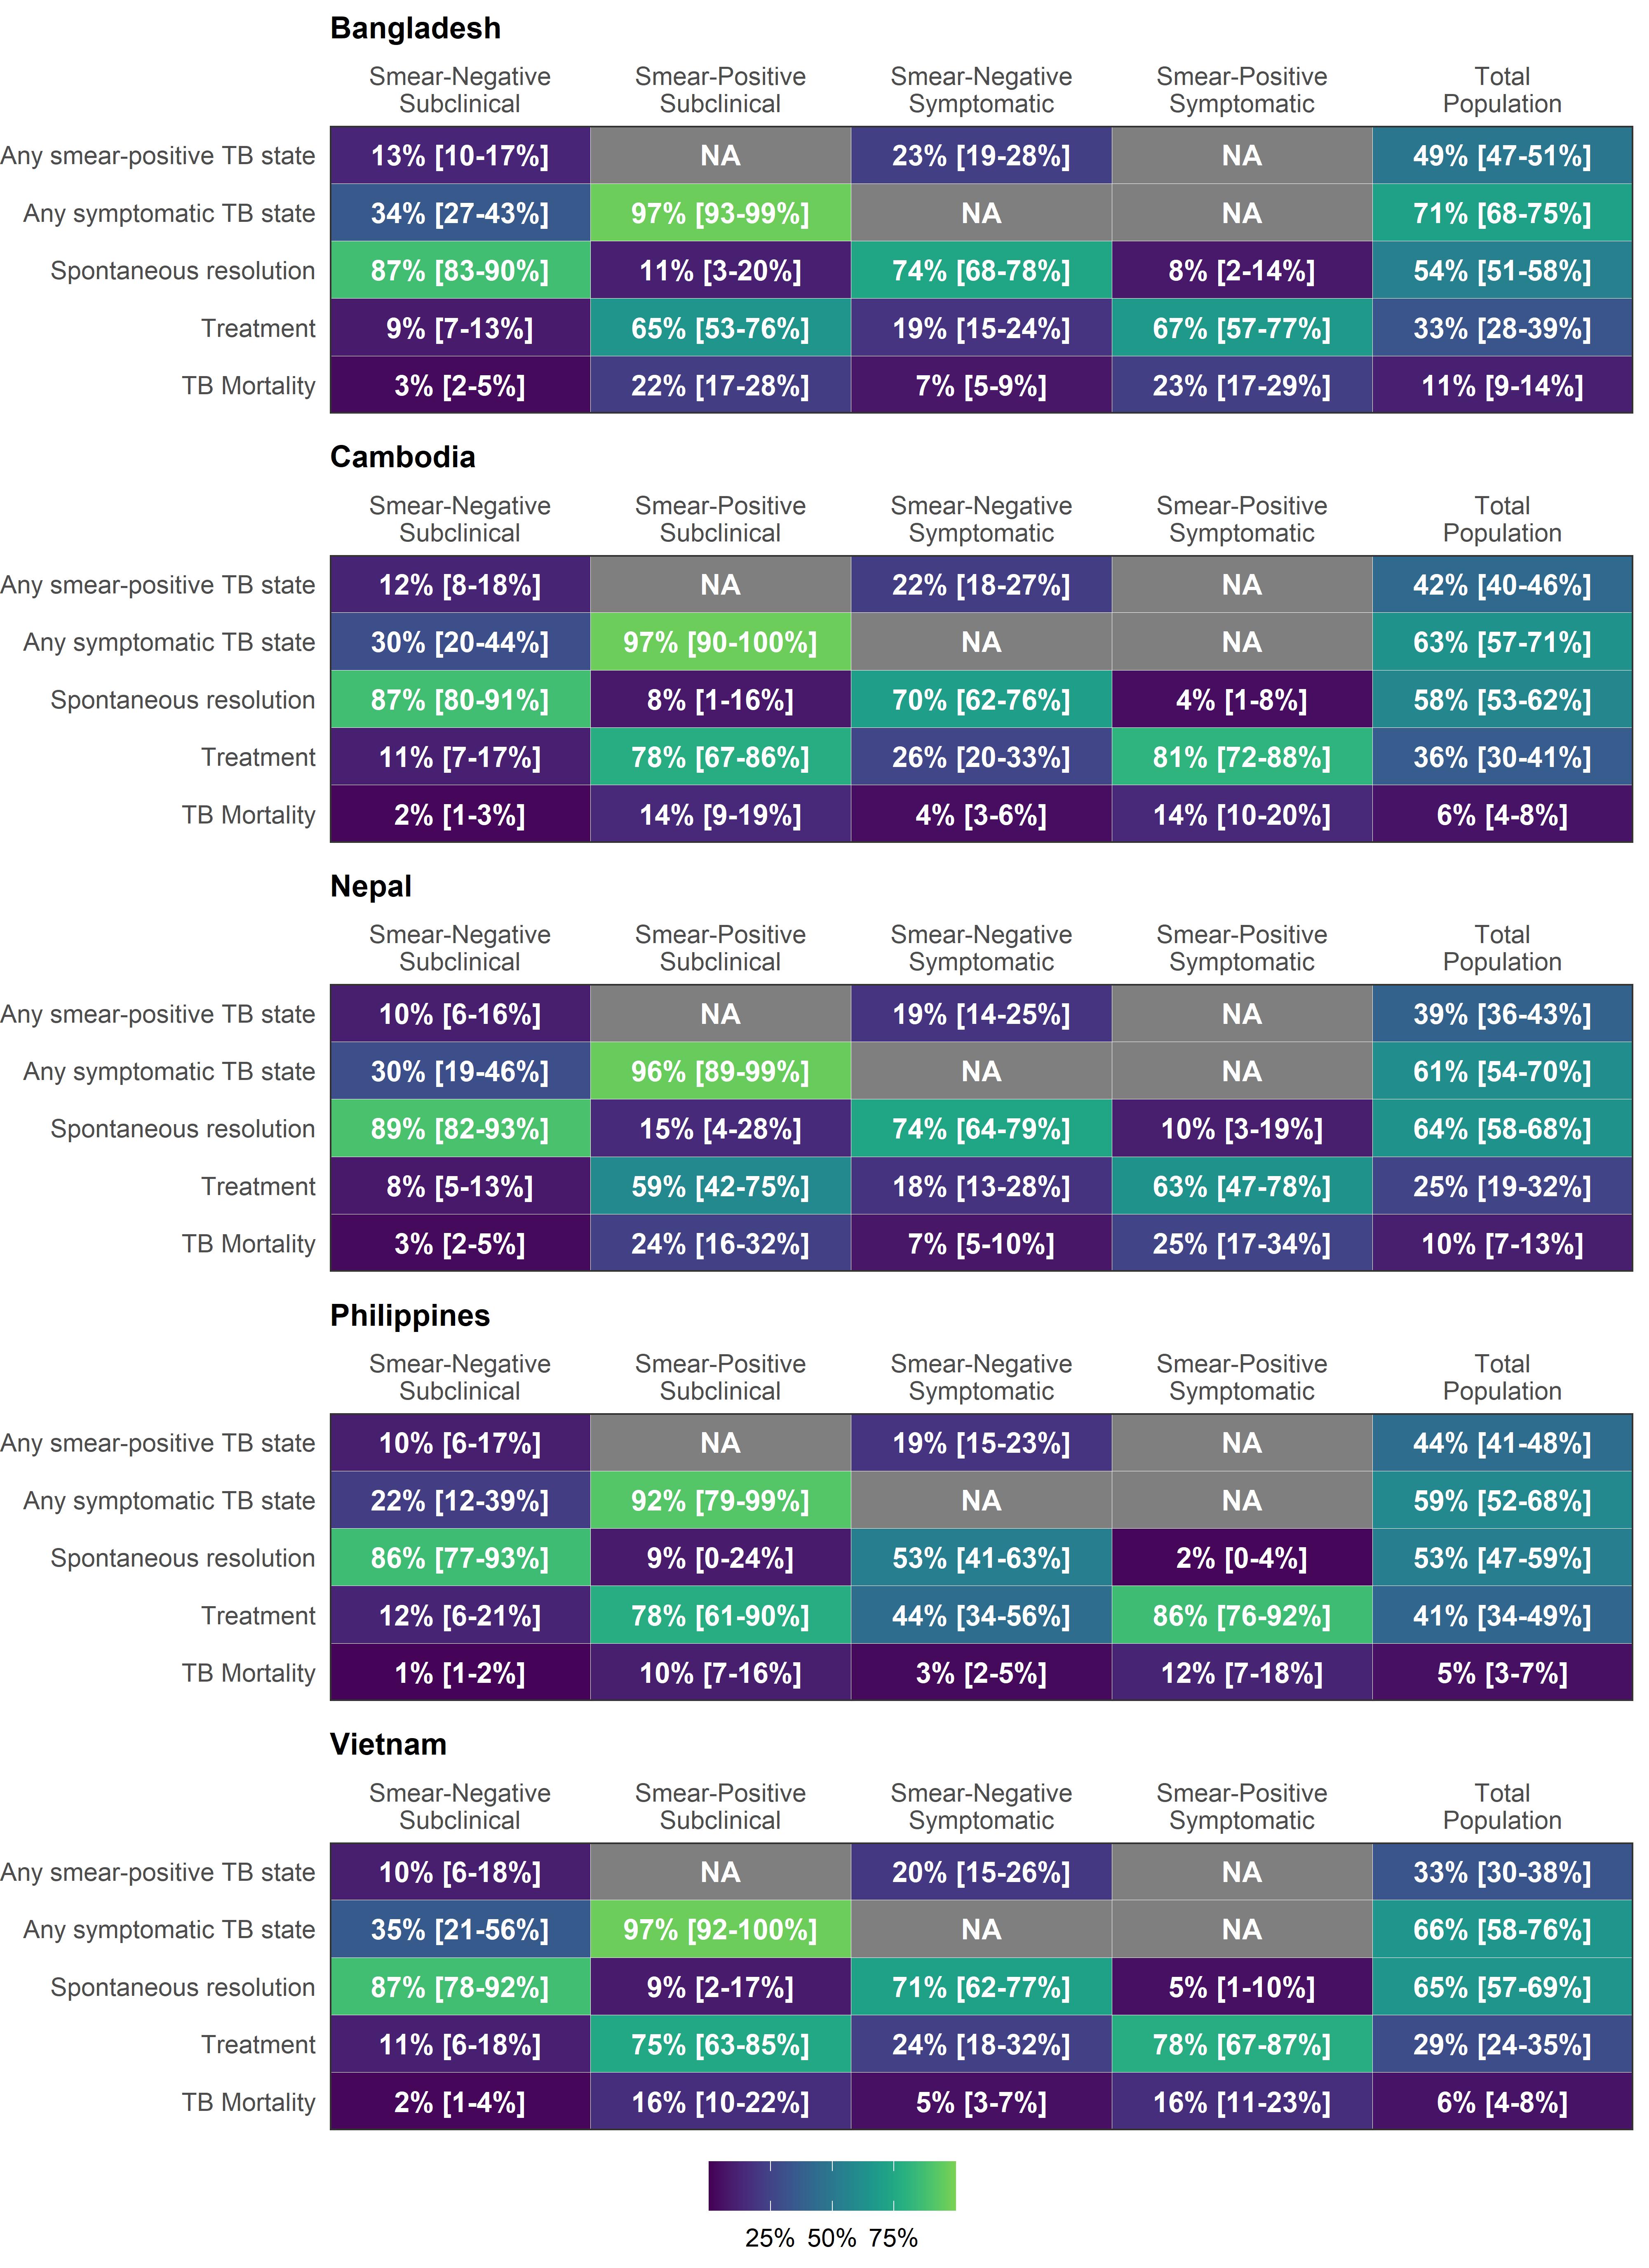 Bangladesh
Smear-Negative Smear-Positive Smear-Negative Smear-Positive Total
Subclinical Subclinical Symptomatic Symptomatic Population
Any smear-positive TB state 13% [10-17%] NA 23% [19-28%] NA 49% [47-51%]
Any symptomatic TB state 34% [27-43%] 97% [93-99%] NA NA 71% [68-75%]
Spontaneous resolution 87% [83-90%] 11% [3-20%] 74% [68-78%] 8% [2-14%] 54% [51-58%]
Treatment 9% [7-13%] 65% [53-76%] 19% [15-24%] 67% [57-77%] 33% [28-39%]
TB Mortality 3% [2-5%] 22% [17-28%] 7% [5-9%] 23% [17-29%] 11% [9-14%]
Cambodia
Smear-Negative Smear-Positive Smear-Negative Smear-Positive Total
Subclinical Subclinical Symptomatic Symptomatic Population
Any smear-positive TB state 12% [8-18%] NA 22% [18-27%] NA 42% [40-46%]
Any symptomatic TB state 30% [20-44%] 97% [90-100%] NA NA 63% [57-71%]
Spontaneous resolution 87% [80-91%] 8% [1-16%] 70% [62-76%] 4% [1-8%] 58% [53-62%]
Treatment 11% [7-17%] 78% [67-86%] 26% [20-33%] 81% [72-88%] 36% [30-41%]
TB Mortality 2% [1-3%] 14% [9-19%] 4% [3-6%] 14% [10-20%] 6% [4-8%]
Nepal
Smear-Negative Smear-Positive Smear-Negative Smear-Positive Total
Subclinical Subclinical Symptomatic Symptomatic Population
Any smear-positive TB state 10% [6-16%] NA 19% [14-25%] NA 39% [36-43%]
Any symptomatic TB state 30% [19-46%] 96% [89-99%] NA NA 61% [54-70%]
Spontaneous resolution 89% [82-93%] 15% [4-28%] 74% [64-79%] 10% [3-19%] 64% [58-68%]
Treatment 8% [5-13%] 59% [42-75%] 18% [13-28%] 63% [47-78%] 25% [19-32%]
TB Mortality 3% [2-5%] 24% [16-32%] 7% [5-10%] 25% [17-34%] 10% [7-13%]
Philippines
Smear-Negative Smear-Positive Smear-Negative Smear-Positive Total
Subclinical Subclinical Symptomatic Symptomatic Population
Any smear-positive TB state 10% [6-17%] NA 19% [15-23%] NA 44% [41-48%]
Any symptomatic TB state 22% [12-39%] 92% [79-99%] NA NA 59% [52-68%]
Spontaneous resolution 86% [77-93%] 9% [0-24%] 53% [41-63%] 2% [0-4%] 53% [47-59%]
Treatment 12% [6-21%] 78% [61-90%] 44% [34-56%] 86% [76-92%] 41% [34-49%]
TB Mortality 1% [1-2%] 10% [7-16%] 3% [2-5%] 12% [7-18%] 5% [3-7%]
Vietnam
Smear-Negative Smear-Positive Smear-Negative Smear-Positive Total
Subclinical Subclinical Symptomatic Symptomatic Population
Any smear-positive TB state 10% [6-18%] NA 20% [15-26%] NA 33% [30-38%]
Any symptomatic TB state 35% [21-56%] 97% [92-100%] NA NA 66% [58-76%]
Spontaneous resolution 87% [78-92%] 9% [2-17%] 71% [62-77%] 5% [1-10%] 65% [57-69%]
Treatment 11% [6-18%] 75% [63-85%] 24% [18-32%] 78% [67-87%] 29% [24-35%]
TB Mortality 2% [1-4%] 16% [10-22%] 5% [3-7%] 16% [11-23%] 6% [4-8%]
25% 50% 75%